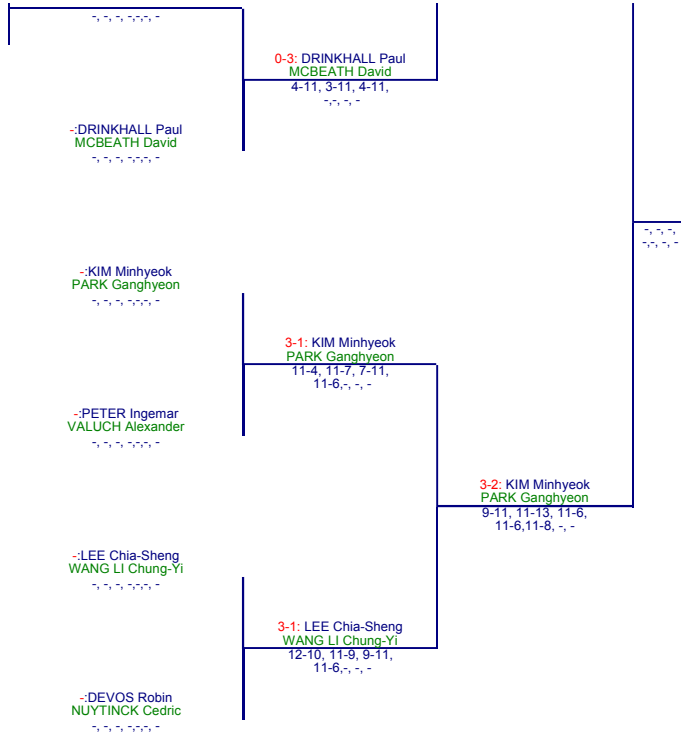 -, -, -, -,-,-, -
0-3: DRINKHALL Paul
MCBEATH David
4-11, 3-11, 4-11,
-,-, -, -
-:DRINKHALL Paul
MCBEATH David
-, -, -, -,-,-, -
-, -, -,
-,-, -, -
-:KIM Minhyeok
PARK Ganghyeon
-, -, -, -,-,-, -
3-1: KIM Minhyeok
PARK Ganghyeon
11-4, 11-7, 7-11,
11-6,-, -, -
-:PETER Ingemar
VALUCH Alexander
-, -, -, -,-,-, -
3-2: KIM Minhyeok
PARK Ganghyeon
9-11, 11-13, 11-6,
11-6,11-8, -, -
-:LEE Chia-Sheng
WANG LI Chung-Yi
-, -, -, -,-,-, -
3-1: LEE Chia-Sheng
WANG LI Chung-Yi
12-10, 11-9, 9-11,
11-6,-, -, -
-:DEVOS Robin
NUYTINCK Cedric
-, -, -, -,-,-, -